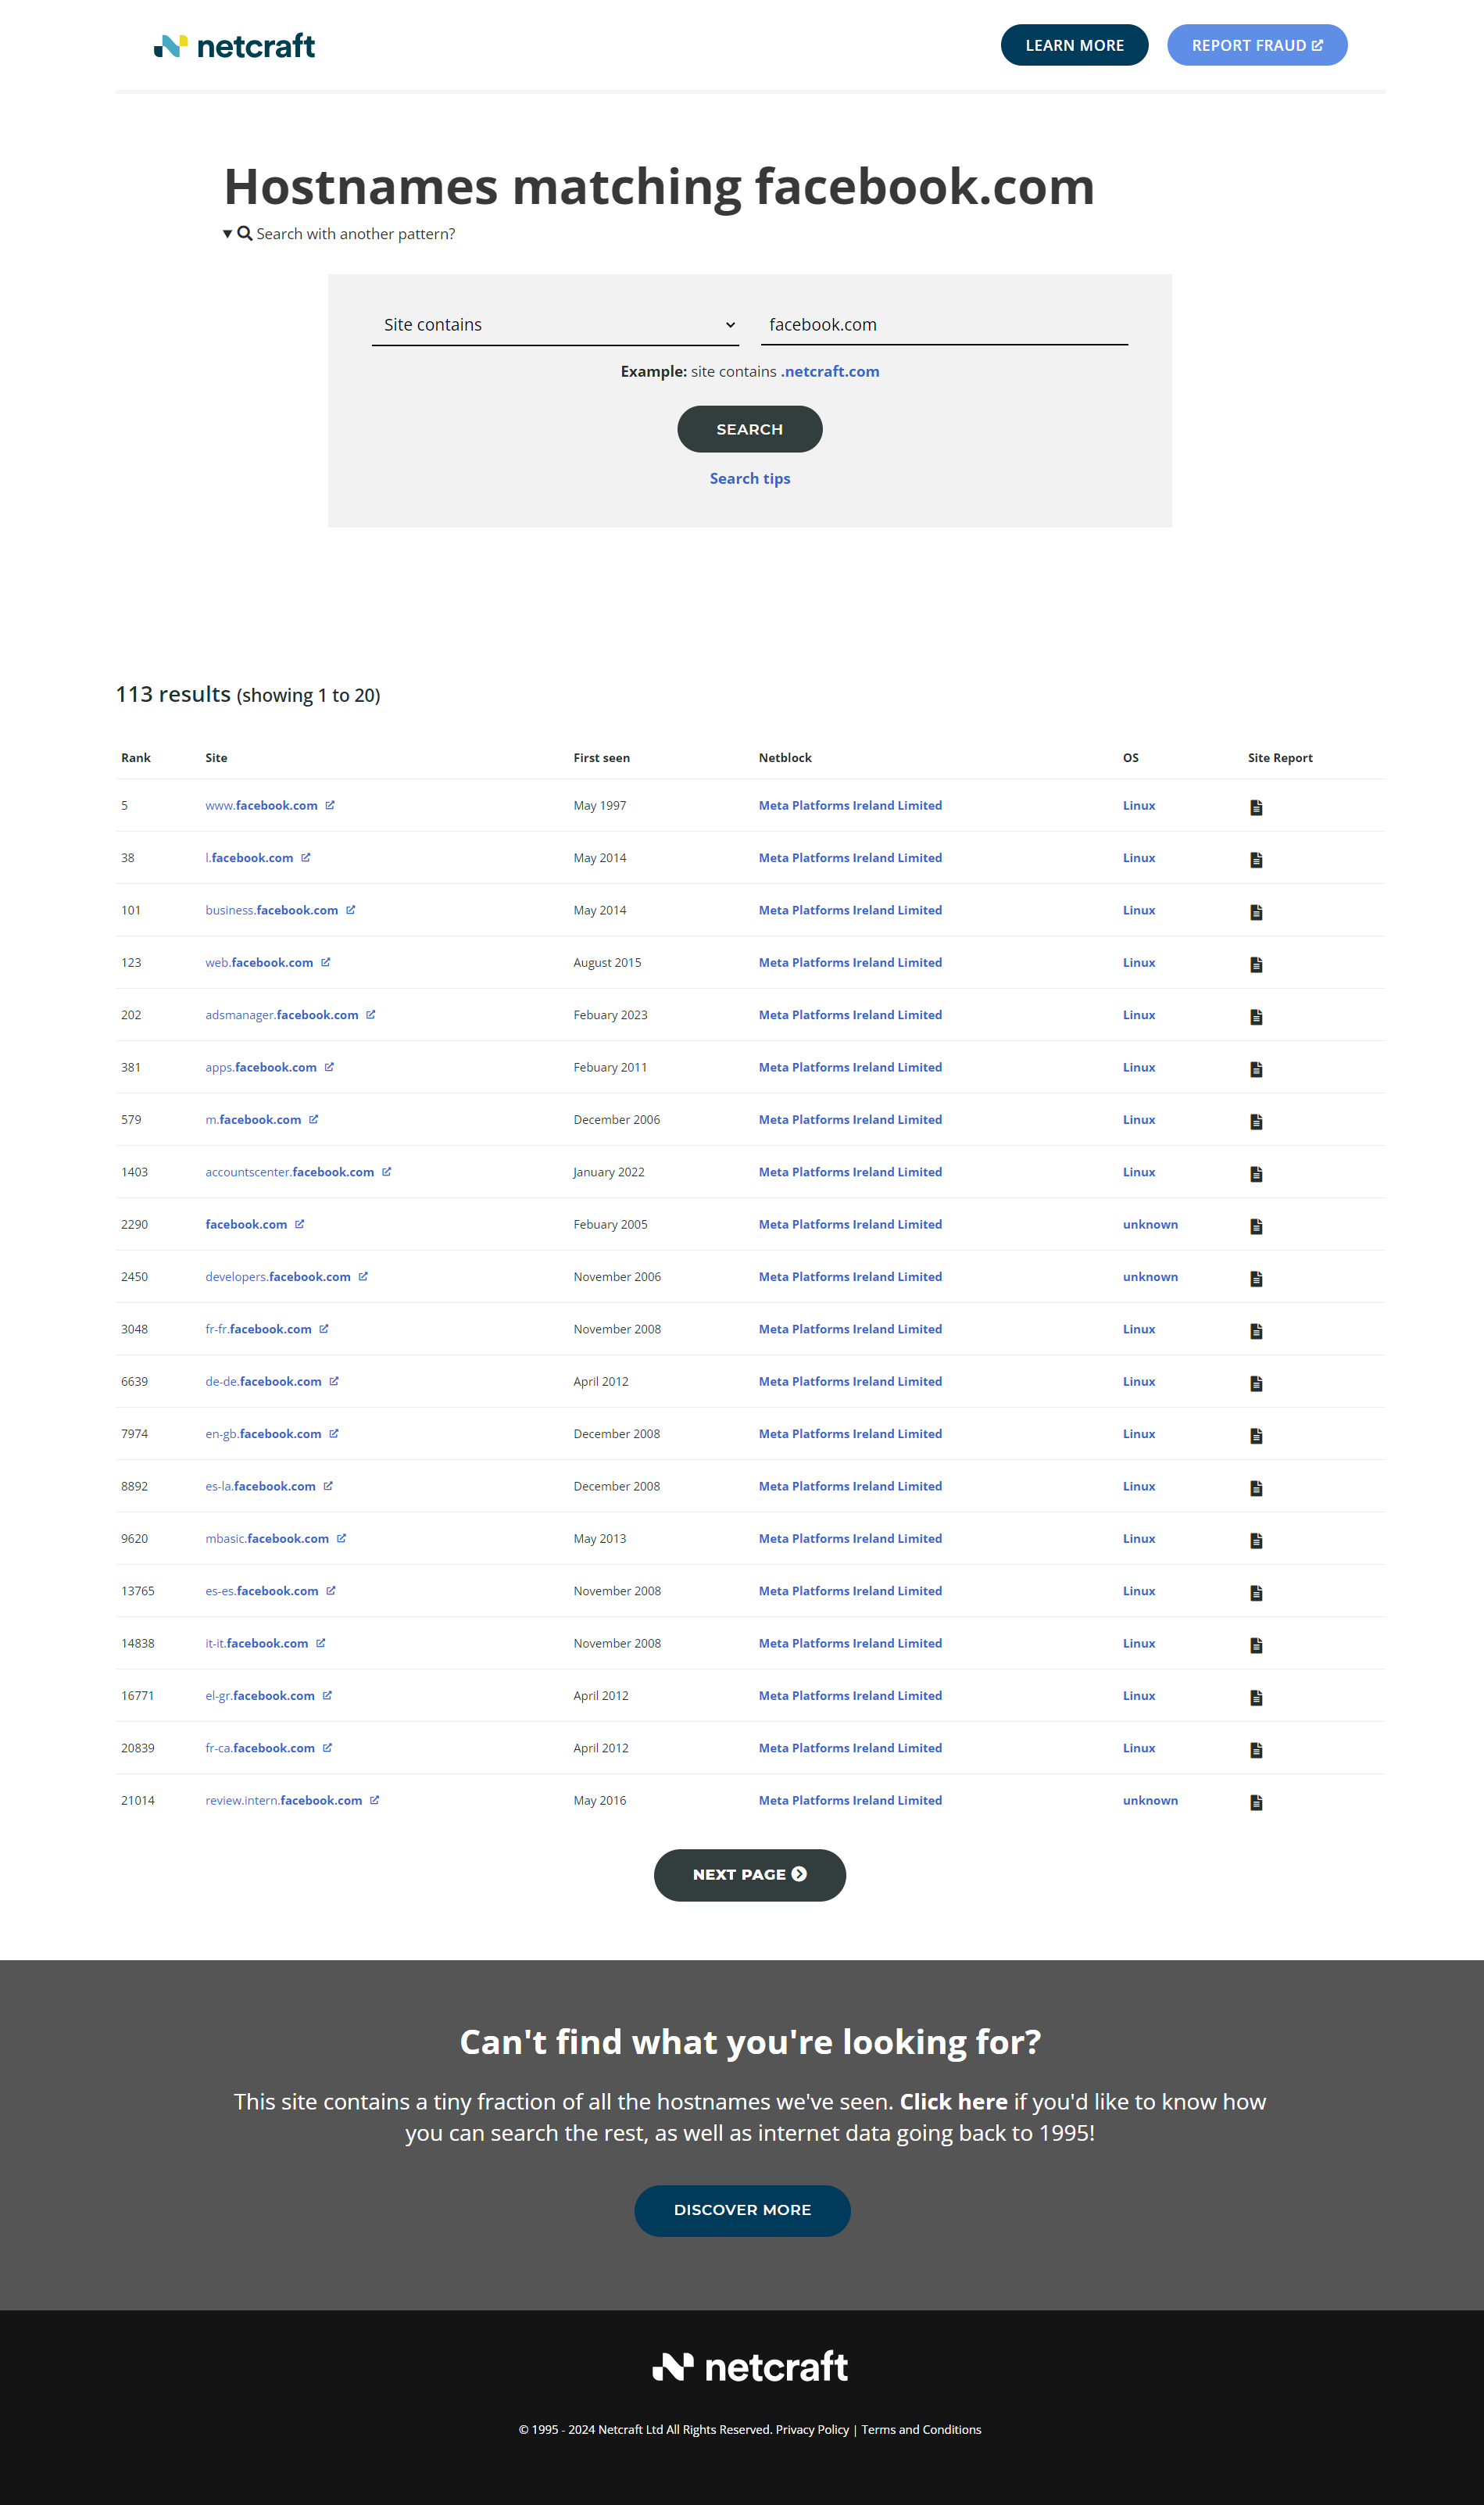 netcraft
LEARN MORE
REPORT FRAUD
Hostnames matching facebook.com
Search with another pattern?
Site contains
facebook.com
Example: site contains .netcraft.com
SEARCH
Search tips
113 results (showing 1 to 20)
Rank Site First seen Netblock OS Site Report
5 www.facebook.com May 1997 Meta Platforms Ireland Limited Linux
38 l.facebook.com May 2014 Meta Platforms Ireland Limited Linux
101 business.facebook.com May 2014 Meta Platforms Ireland Limited Linux
123 web.facebook.com August 2015 Meta Platforms Ireland Limited Linux
202 adsmanager.facebook.com Febuary 2023 Meta Platforms Ireland Limited Linux
381 apps.facebook.com Febuary 2011 Meta Platforms Ireland Limited Linux
579 m.facebook.com December 2006 Meta Platforms Ireland Limited Linux
1403 accountscenter.facebook.com January 2022 Meta Platforms Ireland Limited Linux
2290 facebook.com Febuary 2005 Meta Platforms Ireland Limited unknown
2450 developers.facebook.com November 2006 Meta Platforms Ireland Limited unknown
3048 fr-fr.facebook.com November 2008 Meta Platforms Ireland Limited Linux
6639 de-de.facebook.com April 2012 Meta Platforms Ireland Limited Linux
7974 en-gb.facebook.com December 2008 Meta Platforms Ireland Limited Linux
8892 es-la.facebook.com December 2008 Meta Platforms Ireland Limited Linux
9620 mbasic.facebook.com May 2013 Meta Platforms Ireland Limited Linux
13765 es-es.facebook.com November 2008 Meta Platforms Ireland Limited Linux
14838 it-it.facebook.com November 2008 Meta Platforms Ireland Limited Linux
16771 el-gr.facebook.com April 2012 Meta Platforms Ireland Limited Linux
20839 fr-ca.facebook.com April 2012 Meta Platforms Ireland Limited Linux
21014 review.intern.facebook.com May 2016 Meta Platforms Ireland Limited unknown
NEXT PAGE
Can't find what you're looking for?
This site contains a tiny fraction of all the hostnames we've seen. Click here if you'd like to know how
you can search the rest, as well as internet data going back to 1995!
DISCOVER MORE
netcraft
© 1995 - 2024 Netcraft Ltd All Rights Reserved. Privacy Policy | Terms and Conditions